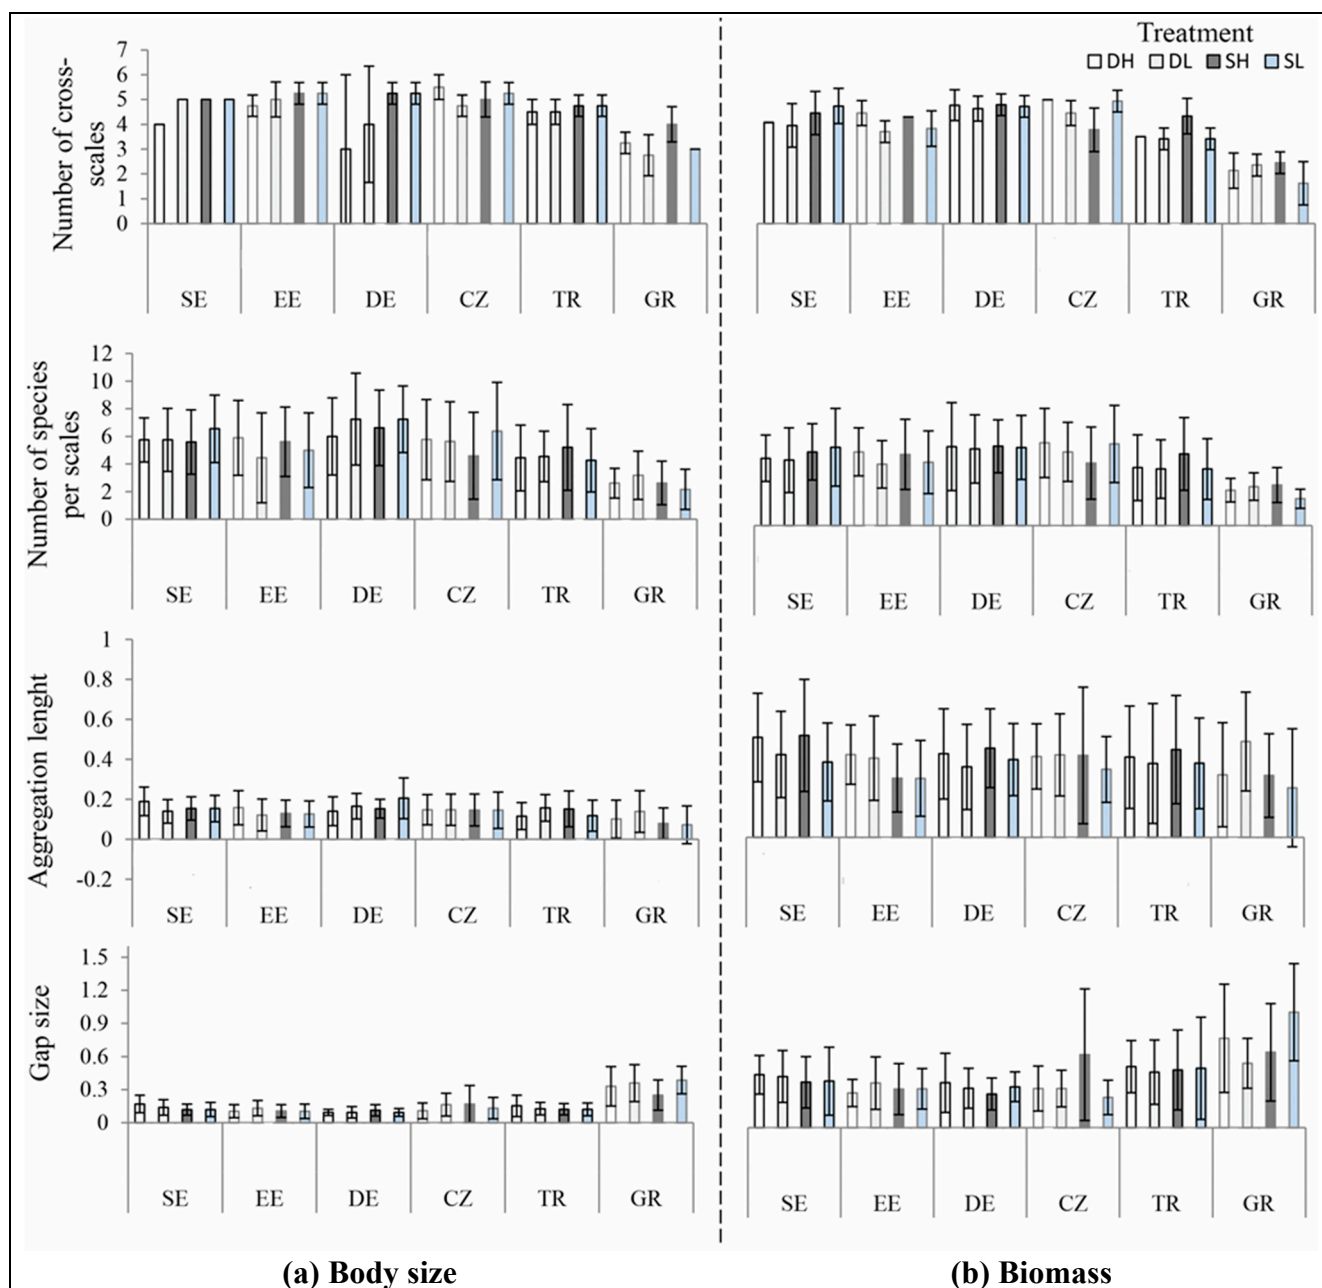 Treatment
DH DL SH SL
Number of cross-
scales
7
6
5
4
3
2
1
0
SE EE DE CZ TR GR
SE EE DE CZ TR GR
Number of species
per scales
12
10
8
6
4
2
0
SE EE DE CZ TR GR
SE EE DE CZ TR GR
Aggregation lenght
1
0.8
0.6
0.4
0.2
0
-0.2
SE EE DE CZ TR GR
SE EE DE CZ TR GR
Gap size
1.5
1.2
0.9
0.6
0.3
0
SE EE DE CZ TR GR
SE EE DE CZ TR GR
(a) Body size
(b) Biomass